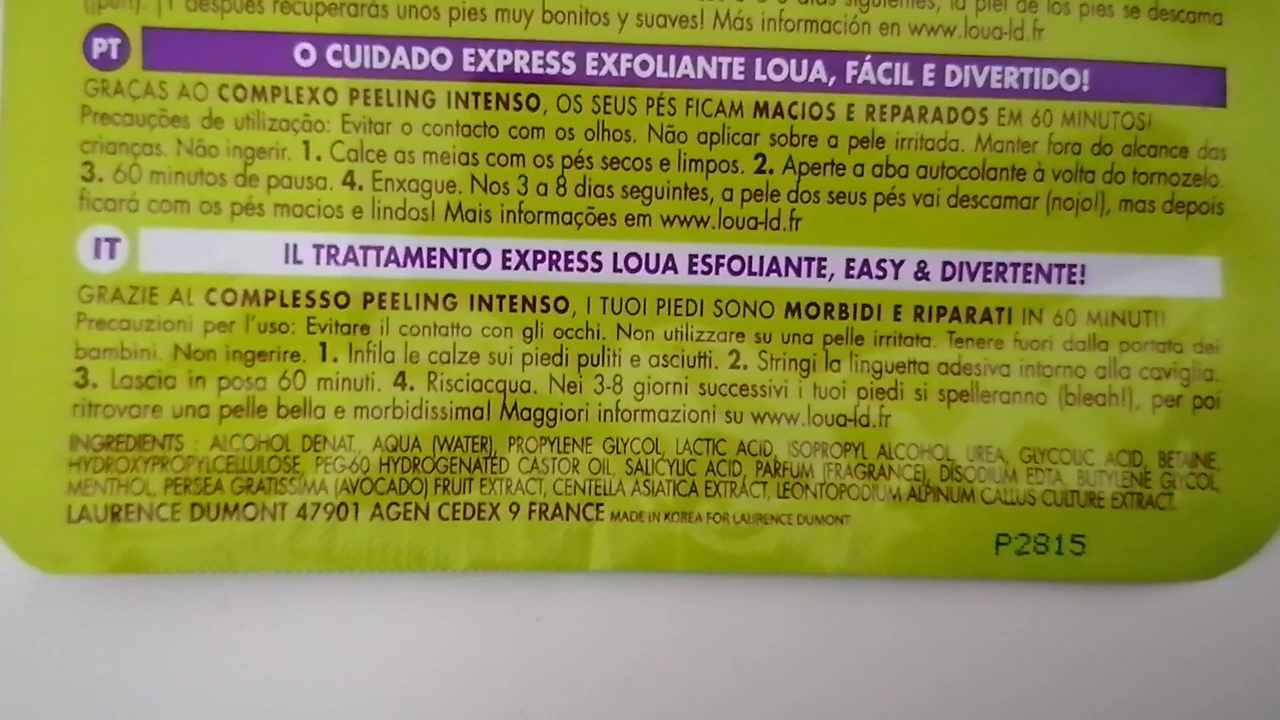 después recuperarás unos pies muy bonitos y suaves! Más información en www.loua-ld.fr
siguientes, la piel de los pies se descama
PT O CUIDADO EXPRESS EXFOLIANTE LOUA, FÁCIL E DIVERTIDO!
GRAÇAS AO COMPLEXO PEELING INTENSO, OS SEUS PÉS FICAM MACIOS E REPARADOS EM 60 MINUTOS!
Precauções de utilização: Evitar o contacto com os olhos. Não aplicar sobre a pele irritada. Manter fora do alcance das
crianças. Não ingerir. 1. Calce as meias com os pés secos e limpos. 2. Aperte a aba autocolante à volta do tornozelo.
3. 60 minutos de pausa. 4. Enxague. Nos 3 a 8 dias seguintes, a pele dos seus pés vai descamar (nojo!), mas depois
ficará com os pés macios e lindos! Mais informações em www.loua-ld.fr
IT IL TRATTAMENTO EXPRESS LOUA ESFOLIANTE, EASY & DIVERTENTE!
GRAZIE AL COMPLESSO PEELING INTENSO, I TUOI PIEDI SONO MORBIDI E RIPARATI IN 60 MINUTI!
Precauzioni per l'uso: Evitare il contatto con gli occhi. Non utilizzare su una pelle irritata. Tenere fuori dalla portata dei
bambini. Non ingerire. 1. Infila le calze sui piedi puliti e asciutti. 2. Stringi la linguetta adesiva intorno alla caviglia.
3. Lascia in posa 60 minuti. 4. Risciacqua. Nei 3-8 giorni successivi i tuoi piedi si spelleranno (bleah!), per poi
ritrovare una pelle bella e morbidissima! Maggiori informazioni su www.loua-ld.fr
INGREDIENTS : ALCOHOL DENAT., AQUA (WATER), PROPYLENE GLYCOL, LACTIC ACID, ISOPROPYL ALCOHOL, UREA, GLYCOLIC ACID, BETAINE,
HYDROXYPROPYLCELLULOSE, PEG-60 HYDROGENATED CASTOR OIL, SALICYLIC ACID, PARFUM (FRAGRANCE), DISODIUM EDTA, BUTYLENE GLYCOL,
MENTHOL, PERSEA GRATISSIMA (AVOCADO) FRUIT EXTRACT, CENTELLA ASIATICA EXTRACT, LEONTOPODIUM ALPINUM CALLUS CULTURE EXTRACT.
LAURENCE DUMONT 47901 AGEN CEDEX 9 FRANCE MADE IN KOREA FOR LAURENCE DUMONT
P2815